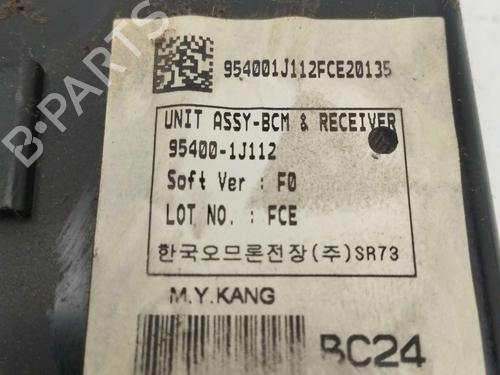 954001J112FCE20135
UNIT ASSY-BCM & RECEIVER
95400-1J112
Soft Ver : F0
LOT NO. : FCE
한국오므론전장(주)SR73
M.Y.KANG
BC24